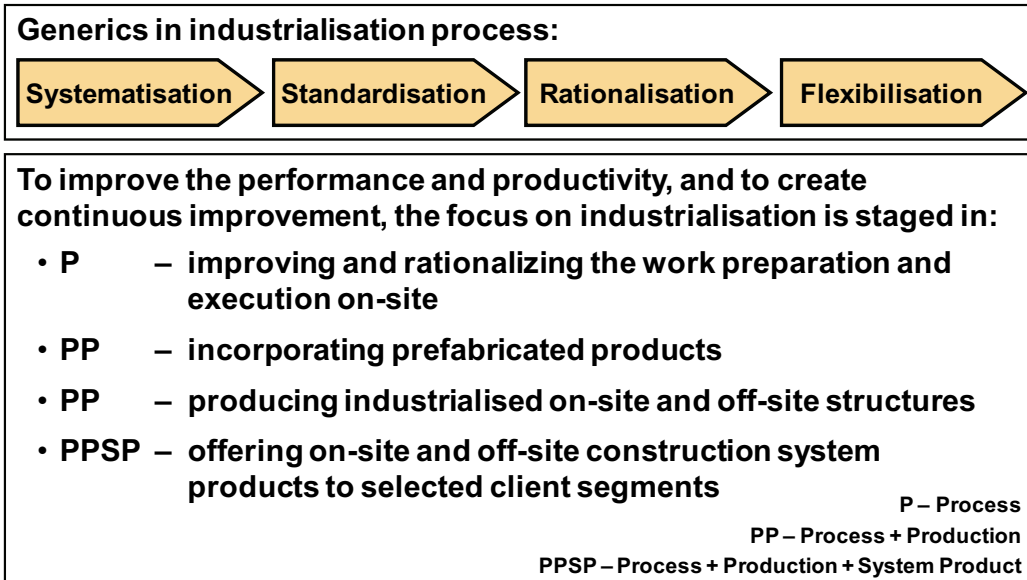 Generics in industrialisation process:
Systematisation Standardisation Rationalisation Flexibilisation
To improve the performance and productivity, and to create
continuous improvement, the focus on industrialisation is staged in:
• P – improving and rationalizing the work preparation and
execution on-site
• PP – incorporating prefabricated products
• PP – producing industrialised on-site and off-site structures
• PPSP – offering on-site and off-site construction system
products to selected client segments
P – Process
PP – Process + Production
PPSP – Process + Production + System Product